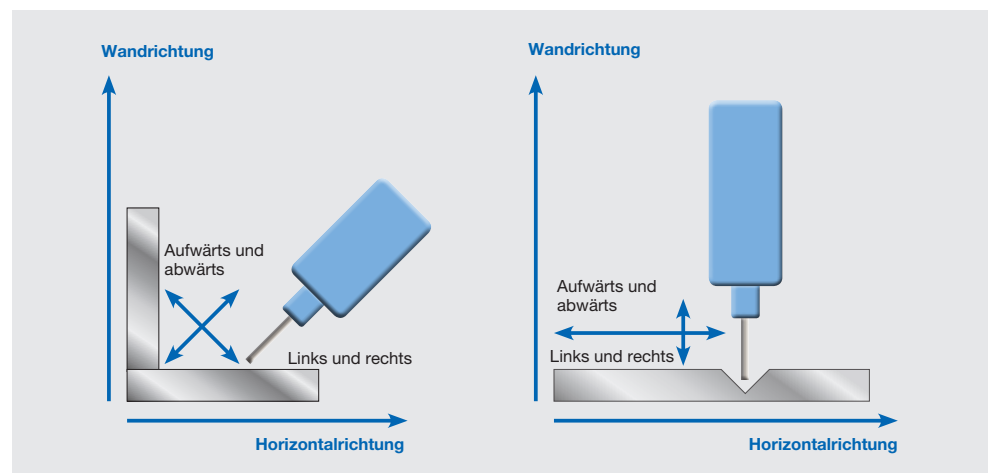 Wandrichtung
Aufwärts und
abwärts
Links und rechts
Horizontalrichtung
Wandrichtung
Aufwärts und
abwärts
Links und rechts
Horizontalrichtung